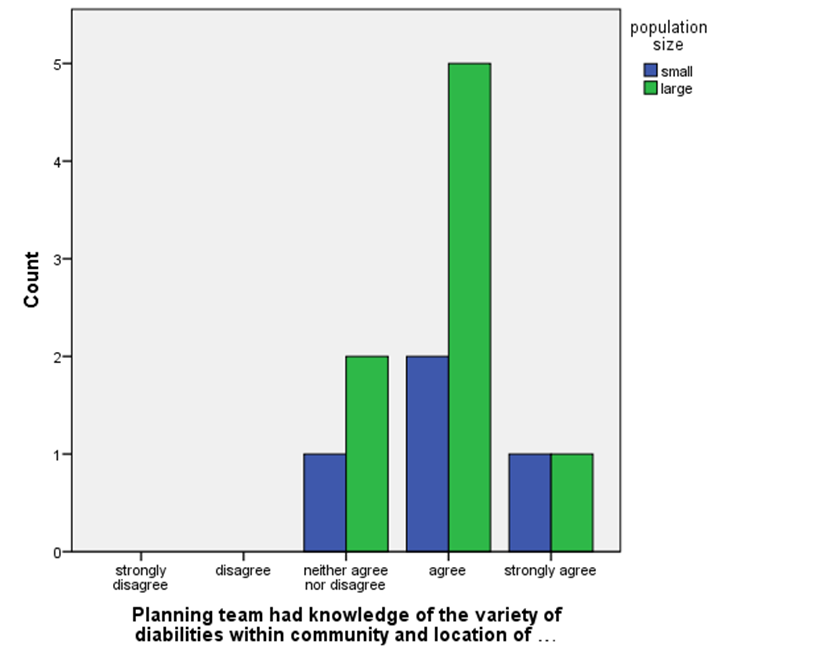 population
size
small
large
5
4
3
2
1
0
Count
strongly
disagree
disagree
neither agree
nor disagree
agree
strongly agree
Planning team had knowledge of the variety of
diabilities within community and location of ...